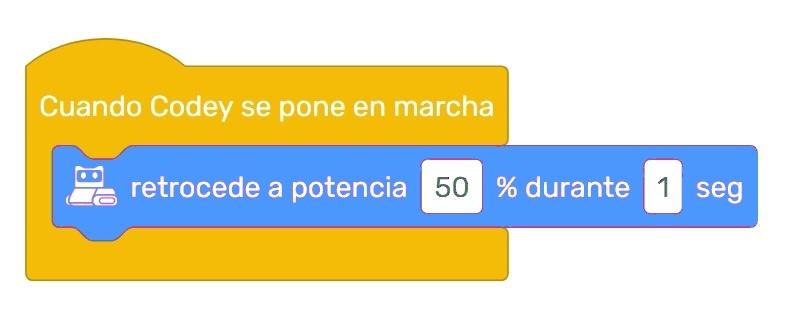 Cuando Codey se pone en marcha
retrocede a potencia 50 % durante 1 seg